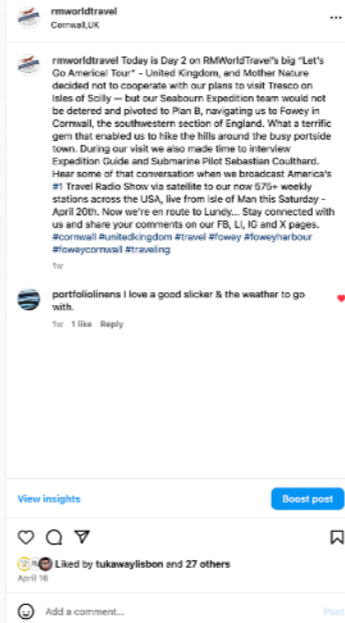 rmworldtravel
Cornwall,UK
rmworldtravel Today is Day 2 on RMWorldTravel's big "Let's
Go America! Tour" - United Kingdom, and Mother Nature
decided not to cooperate with our plans to visit Tresco on
Isles of Scilly — but our Seabourn Expedition team would not
be detered and pivoted to Plan B, navigating us to Fowey in
Cornwall, the southwestern section of England. What a terrific
gem that enabled us to hike the hills around the busy portside
town. During our visit we also made time to interview
Expedition Guide and Submarine Pilot Sebastian Coulthard.
Hear some of that conversation when we broadcast America's
#1 Travel Radio Show via satellite to our now 575+ weekly
stations across the USA, live from Isle of Man this Saturday -
April 20th. Now we're en route to Lundy... Stay connected with
us and share your comments on our FB, LI, IG and X pages.
#cornwall #unitedkingdom #travel #fowey #foweyharbour
#foweycornwall #traveling
1w
portfoliolinens I love a good slicker & the weather to go
with.
1w 1 like Reply
View insights
Boost post
Liked by tukawaylisbon and 27 others
April 16
Add a comment...
Post